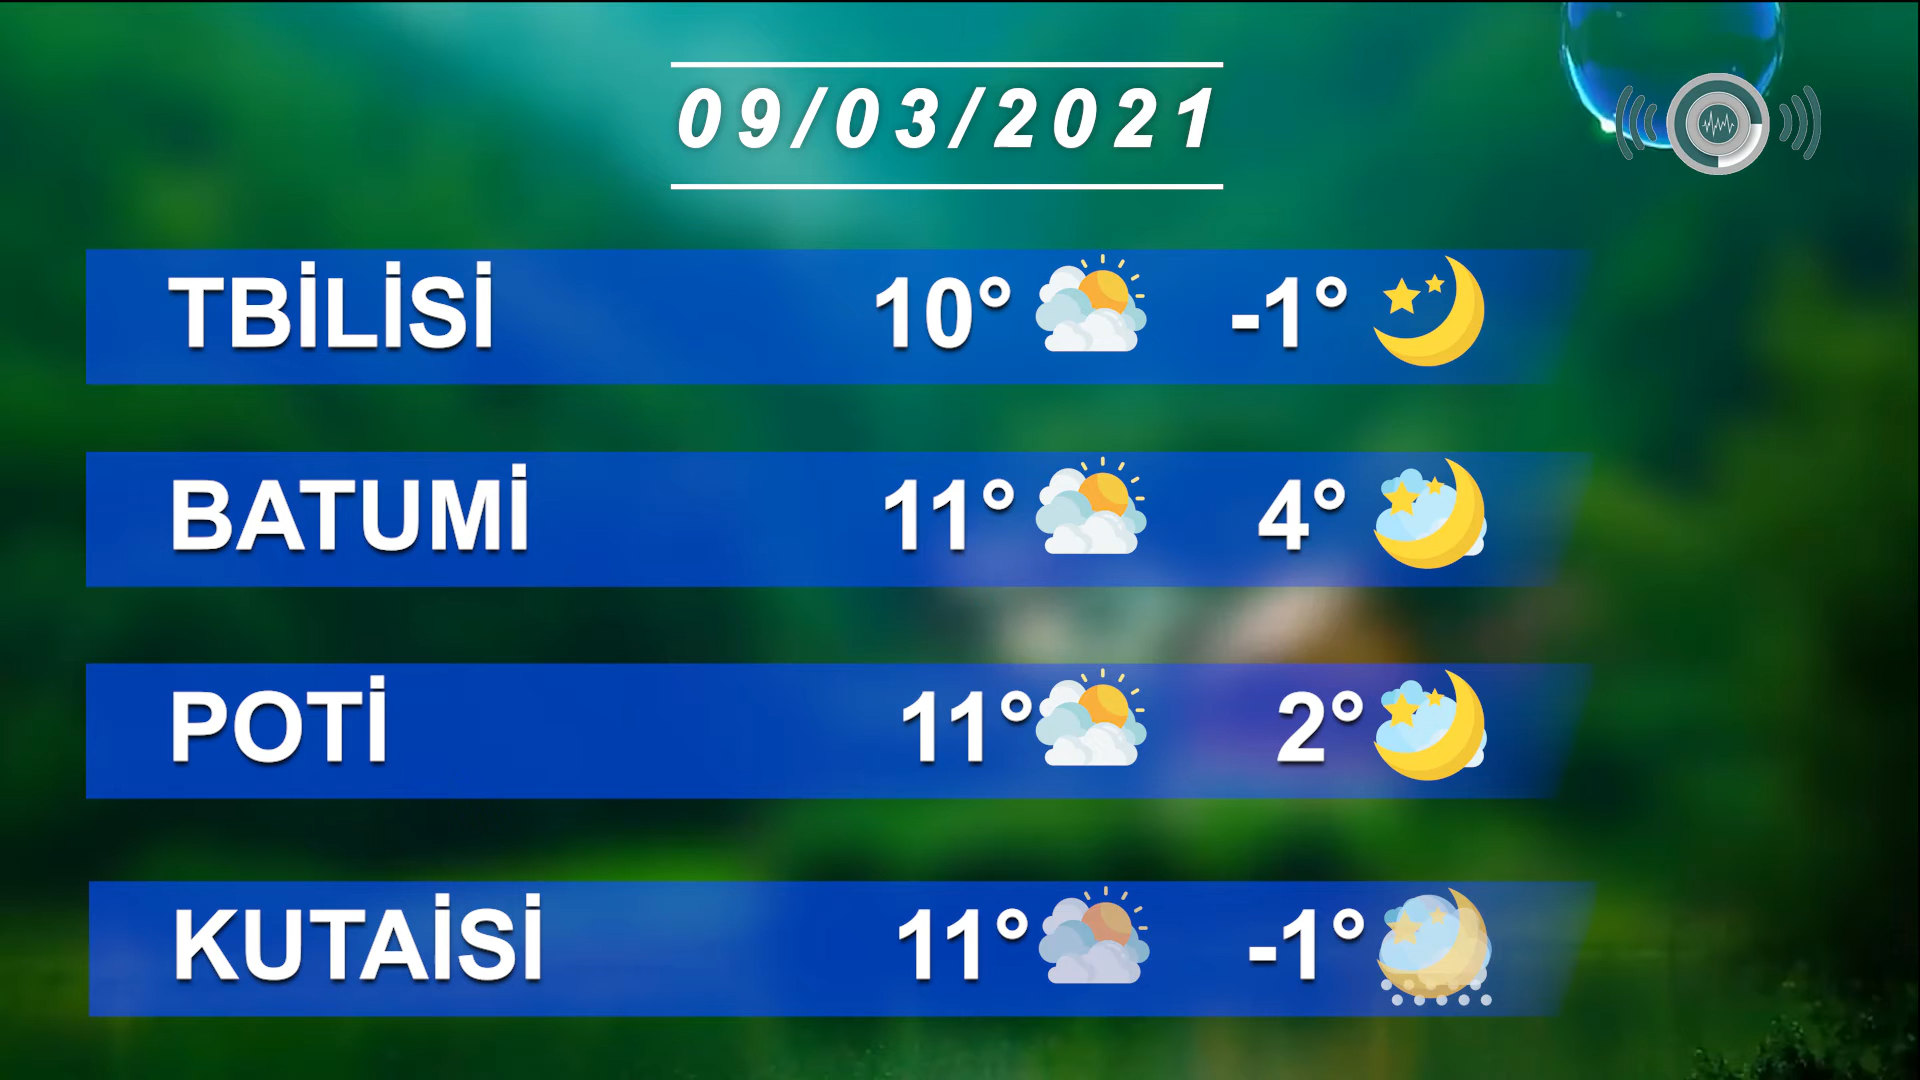 09/03/2021
TBİLİSİ 10° -1°
BATUMİ 11° 4°
POTİ 11° 2°
KUTAİSİ 11° -1°